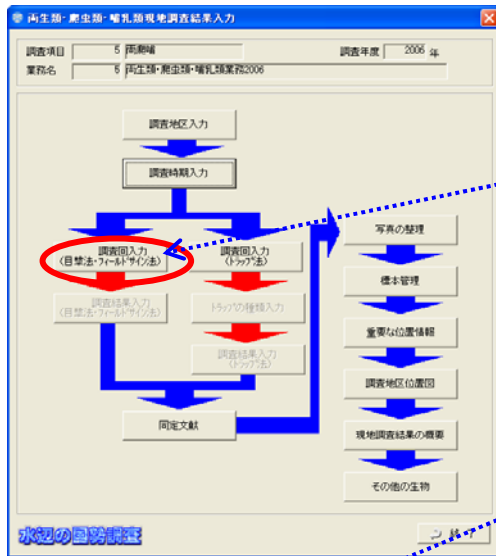 両生類・爬虫類・哺乳類現地調査結果入力
調査項目 5 両爬哺 調査年度 2006 年
業務名 5 両生類・爬虫類・哺乳類業務2006
調査地区入力
調査時期入力
調査回入力
(目撃法・フィールドサイン法)
調査回入力
(トラップ法)
調査結果入力
(目撃法・フィールドサイン法)
トラップの種類入力
調査結果入力
(トラップ法)
同定文献
写真の整理
標本管理
重要な位置情報
調査地区位置図
現地調査結果の概要
その他の生物
水辺の国勢調査
終了